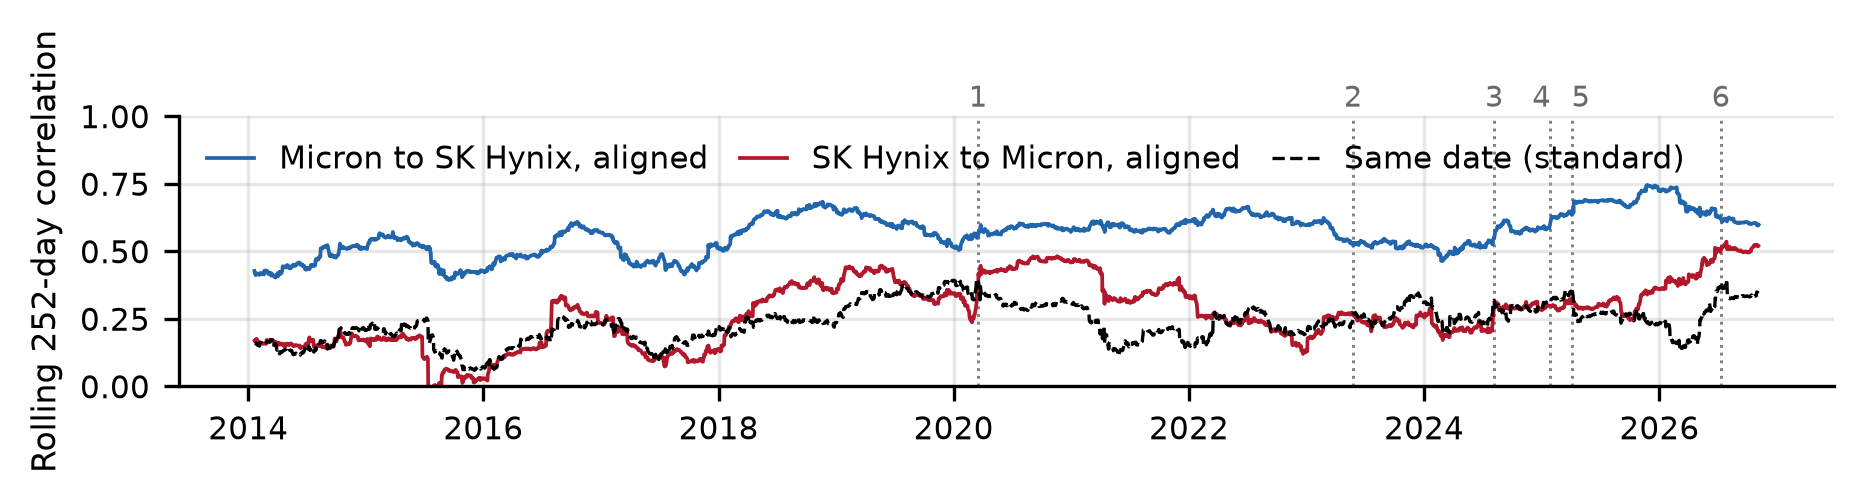 Rolling 252-day correlation
1 2 3 4 5 6
1.00
Micron to SK Hynix, aligned SK Hynix to Micron, aligned Same date (standard)
0.75
0.50
0.25
0.00
2014 2016 2018 2020 2022 2024 2026